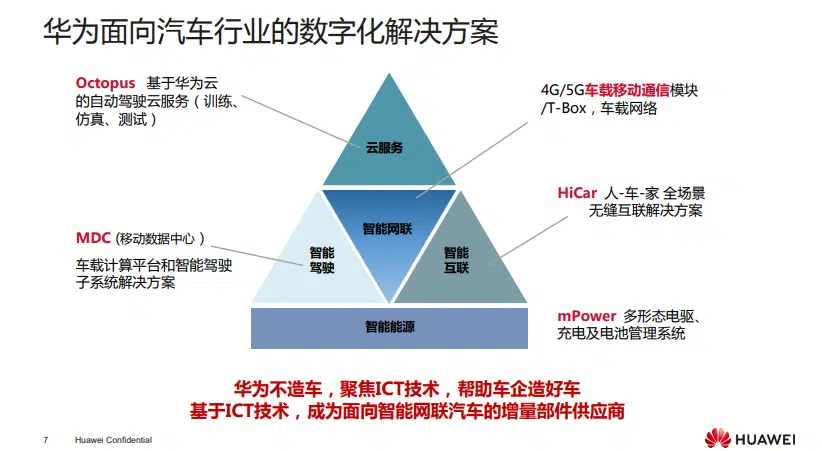 华为面向汽车行业的数字化解决方案
Octopus 基于华为云
的自动驾驶云服务（训练、
仿真、测试）
4G/5G车载移动通信模块
/T-Box，车载网络
云服务
HiCar 人-车-家 全场景
无缝互联解决方案
智能网联
MDC (移动数据中心）
车载计算平台和智能驾驶
子系统解决方案
智能
驾驶
智能
互联
智能能源
mPower 多形态电驱、
充电及电池管理系统
华为不造车，聚焦ICT技术，帮助车企造好车
基于ICT技术，成为面向智能网联汽车的增量部件供应商
7 Huawei Confidential
HUAWEI